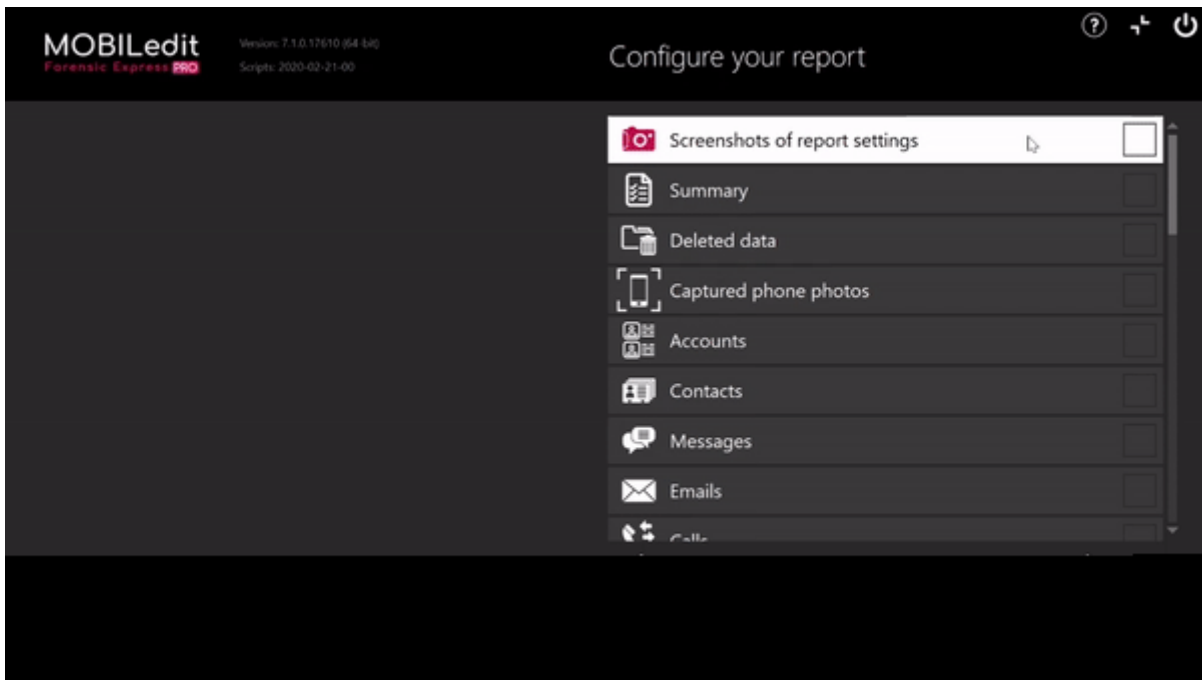 MOBILedit
Forensic Express PRO
Version: 7.1.0.17610 (64-bit)
Scripts: 2020-02-21-00
Configure your report
?
Screenshots of report settings
Summary
Deleted data
Captured phone photos
Accounts
Contacts
Messages
Emails
Calls